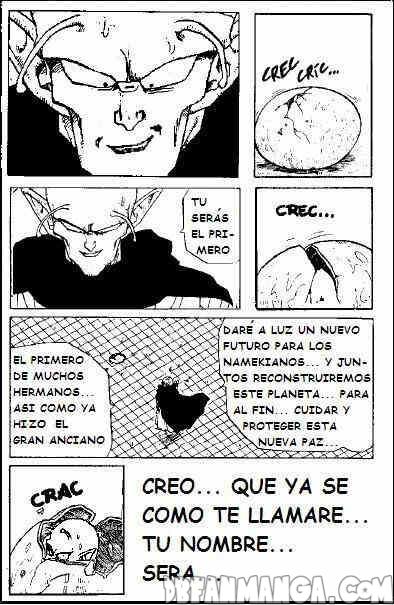 CREC
CRIC...
TU
SERÁS
EL PRI-
MERO
CREC...
DARÉ A LUZ UN NUEVO
FUTURO PARA LOS
NAMEKIANOS... Y JUN-
TOS RECONSTRUIREMOS
ESTE PLANETA... PARA
AL FIN... CUIDAR Y
PROTEGER ESTA
NUEVA PAZ...
EL PRIMERO
DE MUCHOS
HERMANOS...
ASI COMO YA
HIZO EL
GRAN ANCIANO
CRAC
CREO... QUE YA SE
COMO TE LLAMARE...
TU NOMBRE...
SERA...
DBFANMANGA.COM